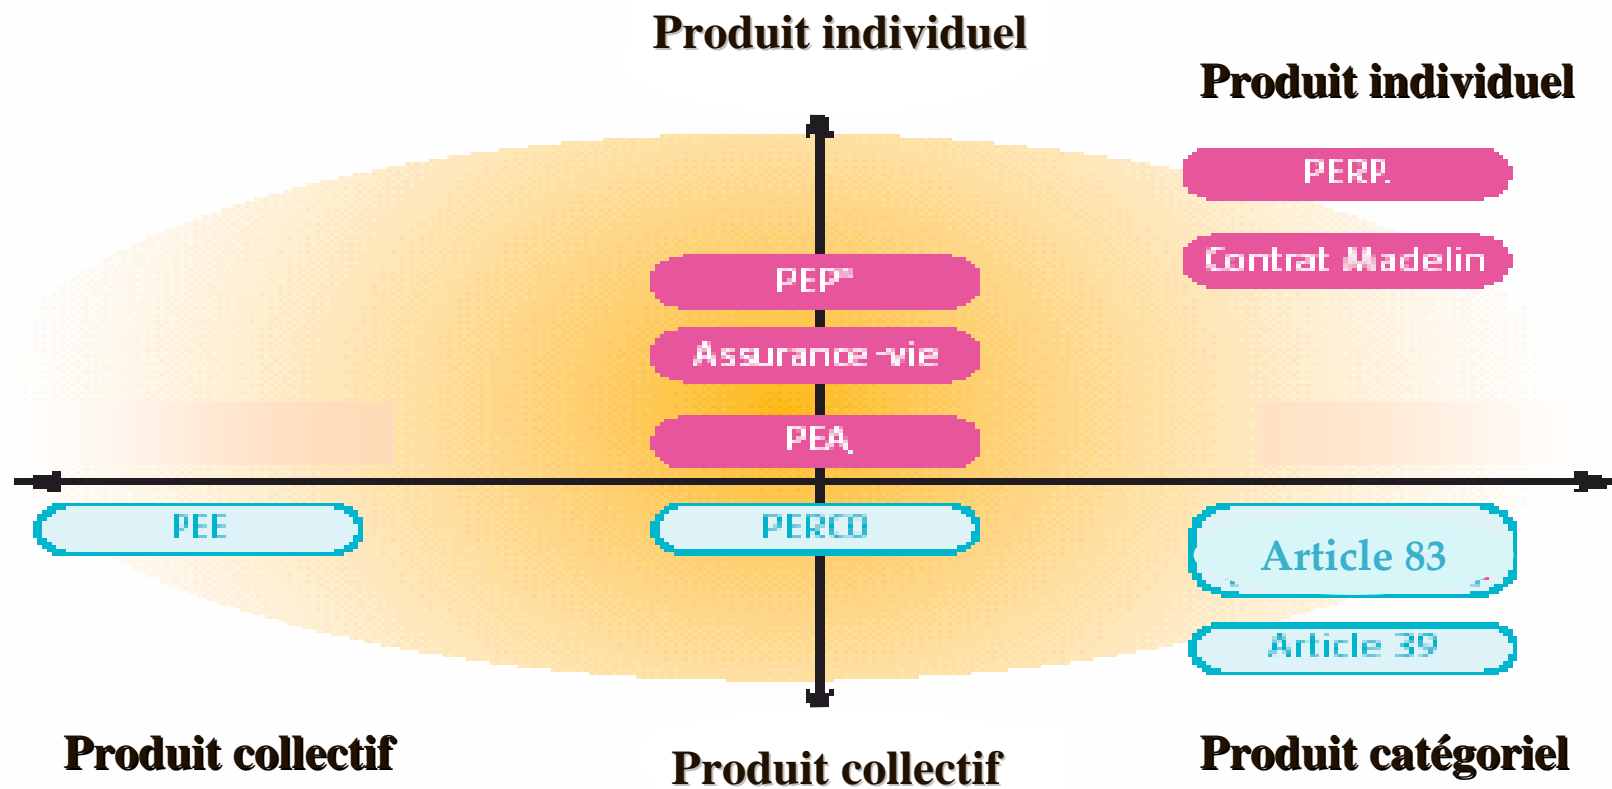 Produit individuel
Produit individuel
PERP.
Contrat Madelin
PEP*
Assurance-vie
PEA
PEE
PERCO
Article 83
Article 39
Produit collectif
Produit collectif
Produit catégoriel